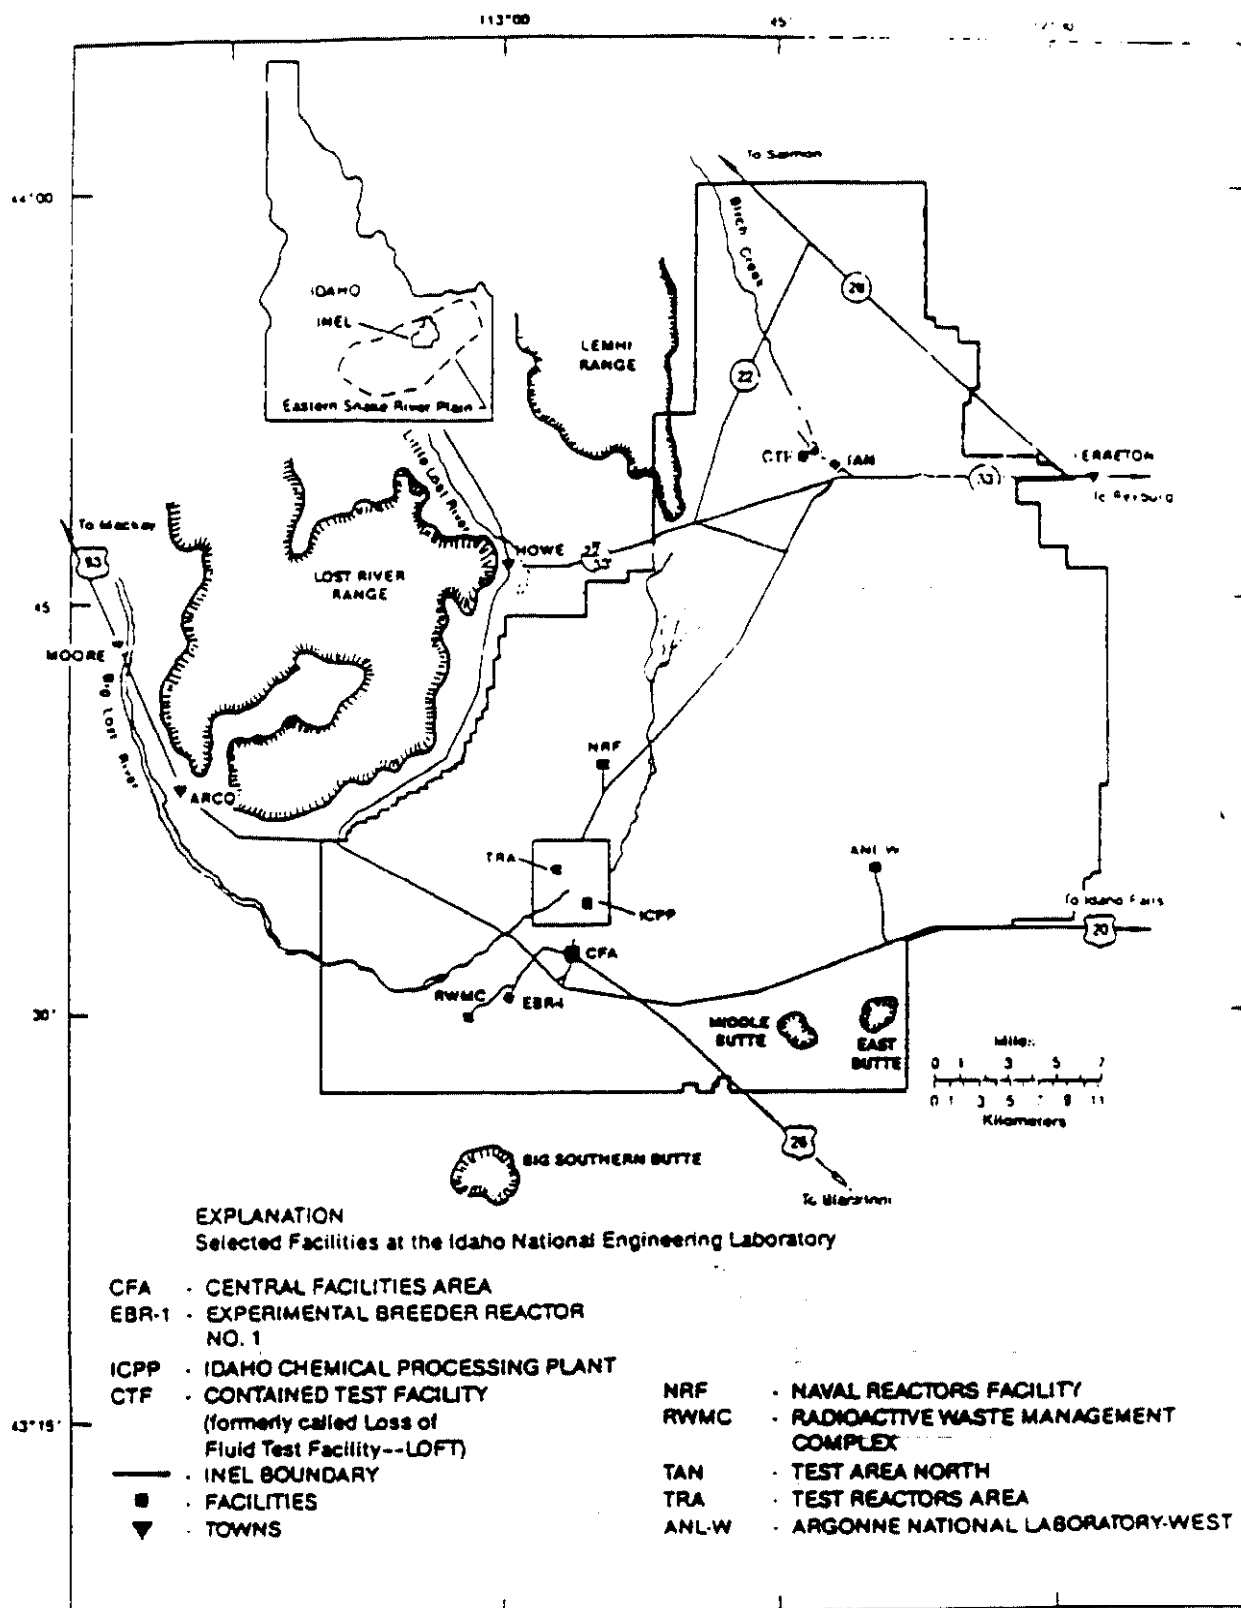 113°00'
45'
To Salmon
44°00'
Birch Creek
28
IDAHO
INEL
LEMHI
RANGE
22
Eastern Snake River Plain
Little Lost River
CTF
TAN
33
To Mackay
93
HOWE
33
LOST RIVER
RANGE
45
MOORE
Big Lost River
NRF
ARCO
TRA
ANL-W
ICPP
To Idaho Falls
20
CFA
RWMC
EBR-I
30'
MIDDLE
BUTTE
EAST
BUTTE
Miles
0 1 3 5 7
0 1 3 5 7 9 11
Kilometers
26
BIG SOUTHERN BUTTE
EXPLANATION
Selected Facilities at the Idaho National Engineering Laboratory
CFA - CENTRAL FACILITIES AREA
EBR-1 - EXPERIMENTAL BREEDER REACTOR
NO. 1
ICPP - IDAHO CHEMICAL PROCESSING PLANT
CTF - CONTAINED TEST FACILITY
(formerly called Loss of
Fluid Test Facility--LOFT)
- INEL BOUNDARY
- FACILITIES
- TOWNS
43°15'
NRF - NAVAL REACTORS FACILITY
RWMC - RADIOACTIVE WASTE MANAGEMENT
COMPLEX
TAN - TEST AREA NORTH
TRA - TEST REACTORS AREA
ANL-W - ARGONNE NATIONAL LABORATORY-WEST